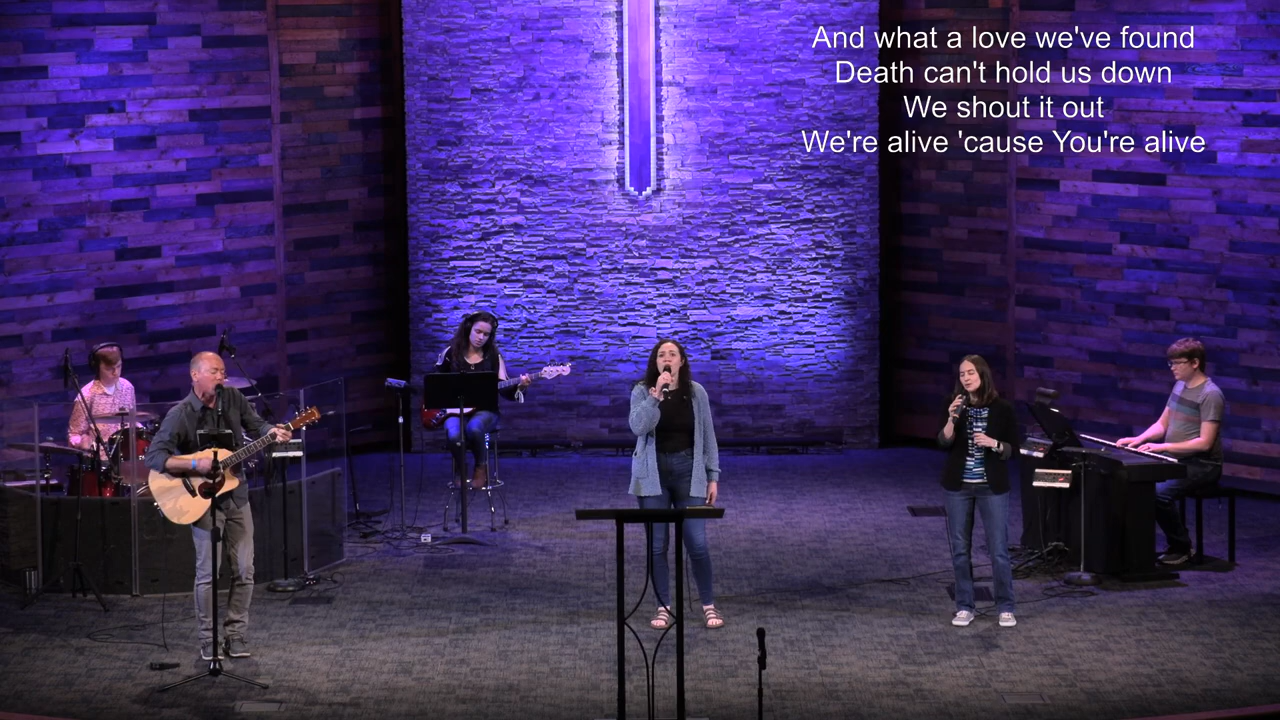 And what a love we've found
Death can't hold us down
We shout it out
We're alive 'cause You're alive